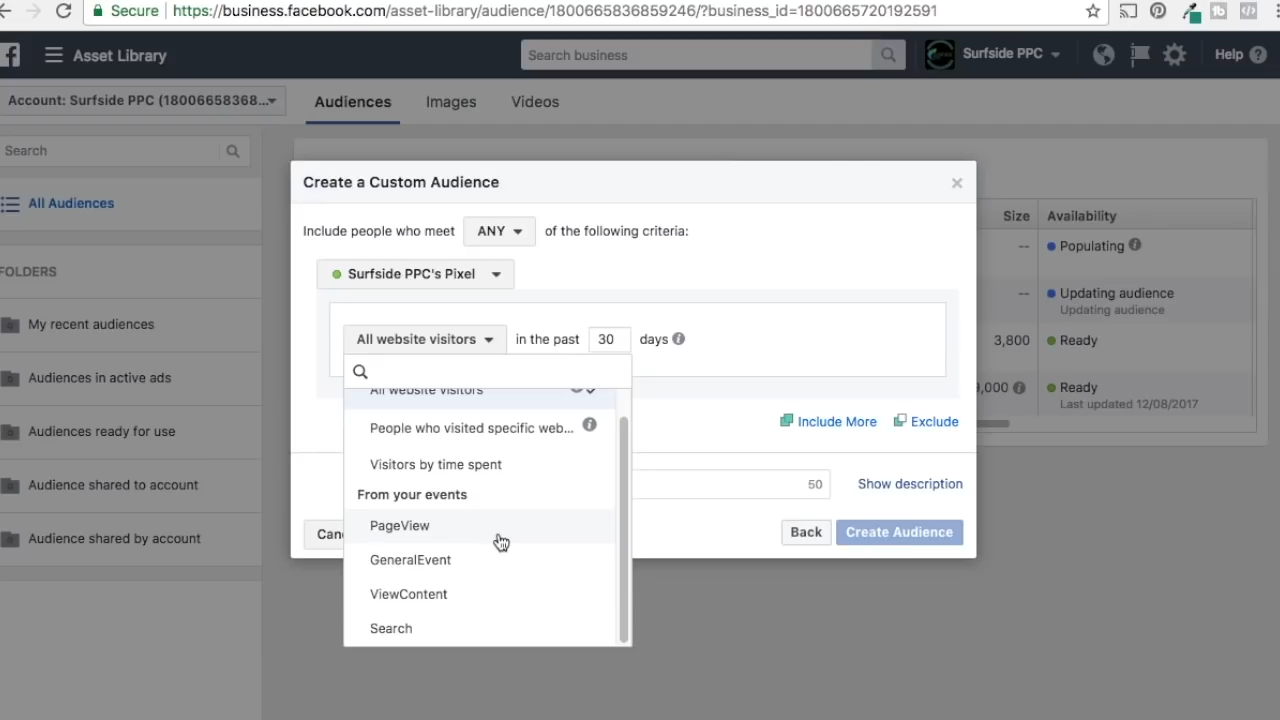 Secure https://business.facebook.com/asset-library/audience/1800665836859246/?business_id=1800665720192591
Asset Library
Search business
Surfside PPC
Help
Account: Surfside PPC (18006658368...
Audiences
Images
Videos
Search
All Audiences
FOLDERS
My recent audiences
Audiences in active ads
Audiences ready for use
Audience shared to account
Audience shared by account
Create a Custom Audience
Include people who meet ANY of the following criteria:
Surfside PPC's Pixel
All website visitors in the past 30 days
All website visitors
People who visited specific web...
Visitors by time spent
From your events
PageView
GeneralEvent
ViewContent
Search
Include More
Exclude
50
Show description
Back
Create Audience
Size
Availability
-- Populating
-- Updating audience
Updating audience
3,800 Ready
,000 Ready
Last updated 12/08/2017